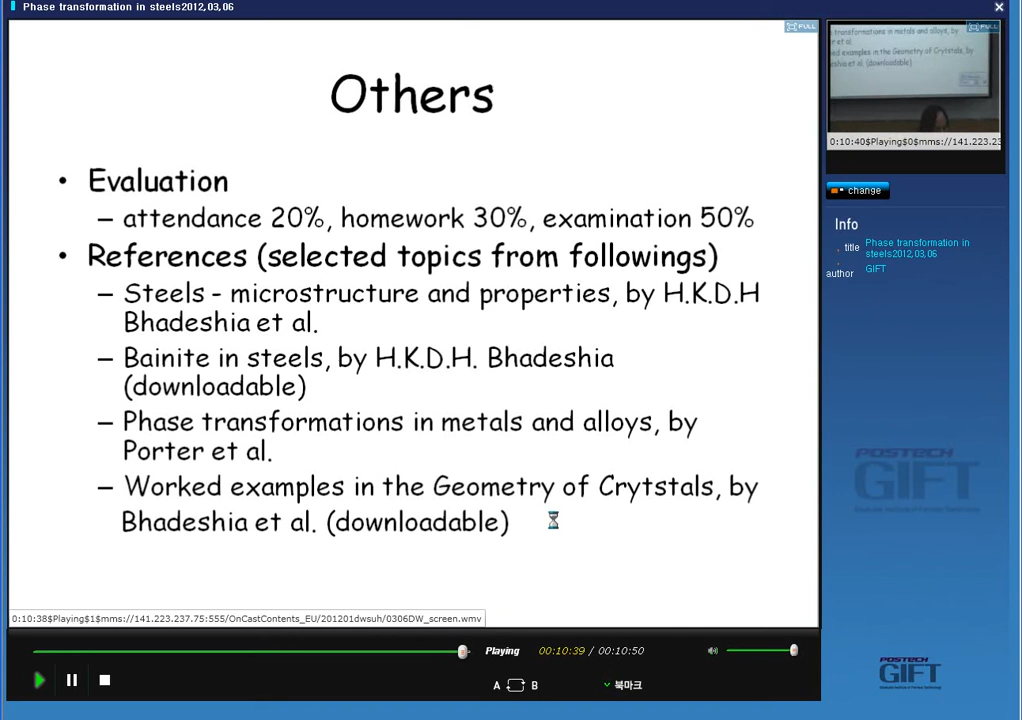 Phase transformation in steels2012,03,06
FULL
Others
• Evaluation
– attendance 20%, homework 30%, examination 50%
• References (selected topics from followings)
– Steels - microstructure and properties, by H.K.D.H
Bhadeshia et al.
– Bainite in steels, by H.K.D.H. Bhadeshia
(downloadable)
– Phase transformations in metals and alloys, by
Porter et al.
– Worked examples in the Geometry of Crytstals, by
Bhadeshia et al. (downloadable)
0:10:38$Playing$1$mms://141.223.237.75:555/OnCastContents_EU/201201dwsuh/0306DW_screen.wmv
Playing
00:10:39 / 00:10:50
A B
북마크
FULL
transformations in metals and alloys, by
er et al.
ed examples in the Geometry of Crytstals, by
eshia et al. (downloadable)
0:10:40$Playing$0$mms://141.223.23
change
Info
title
Phase transformation in
steels2012,03,06
author
GIFT
POSTECH
GIFT
POSTECH
GIFT